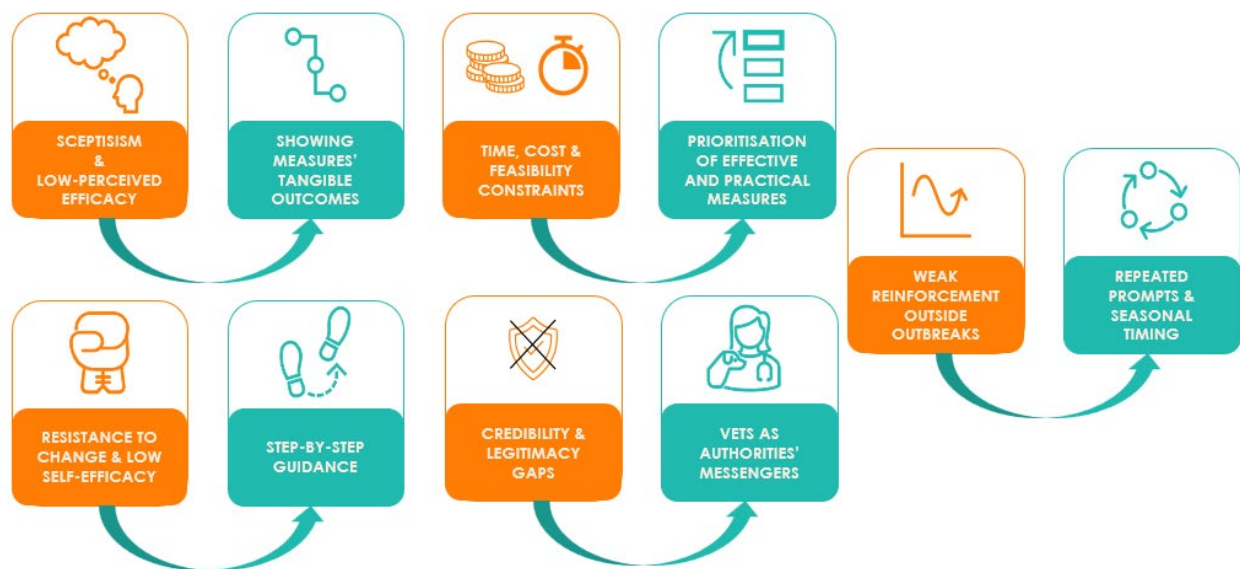 SCEPTISISM
&
LOW-PERCEIVED
EFFICACY
SHOWING
MEASURES'
TANGIBLE
OUTCOMES
TIME, COST &
FEASIBILITY
CONSTRAINTS
PRIORITISATION
OF EFFECTIVE
AND PRACTICAL
MEASURES
WEAK
REINFORCEMENT
OUTSIDE
OUTBREAKS
REPEATED
PROMPTS &
SEASONAL
TIMING
RESISTANCE TO
CHANGE & LOW
SELF-EFFICACY
STEP-BY-STEP
GUIDANCE
CREDIBILITY &
LEGITIMACY
GAPS
VETS AS
AUTHORITIES'
MESSENGERS